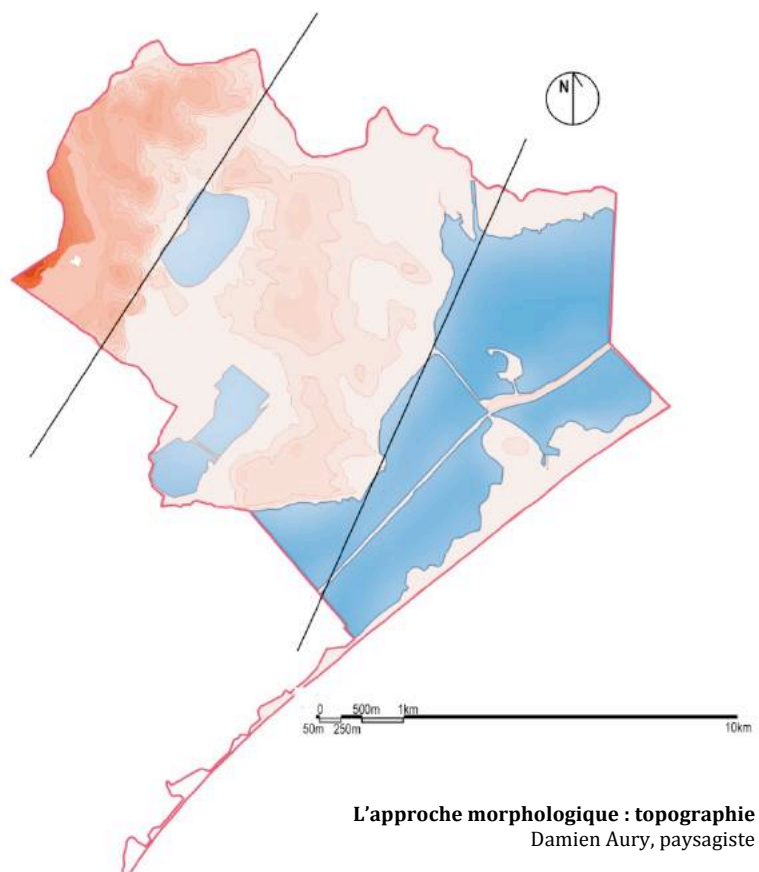 N
0 500m 1km
50m 250m 10km
L'approche morphologique : topographie
Damien Aury, paysagiste